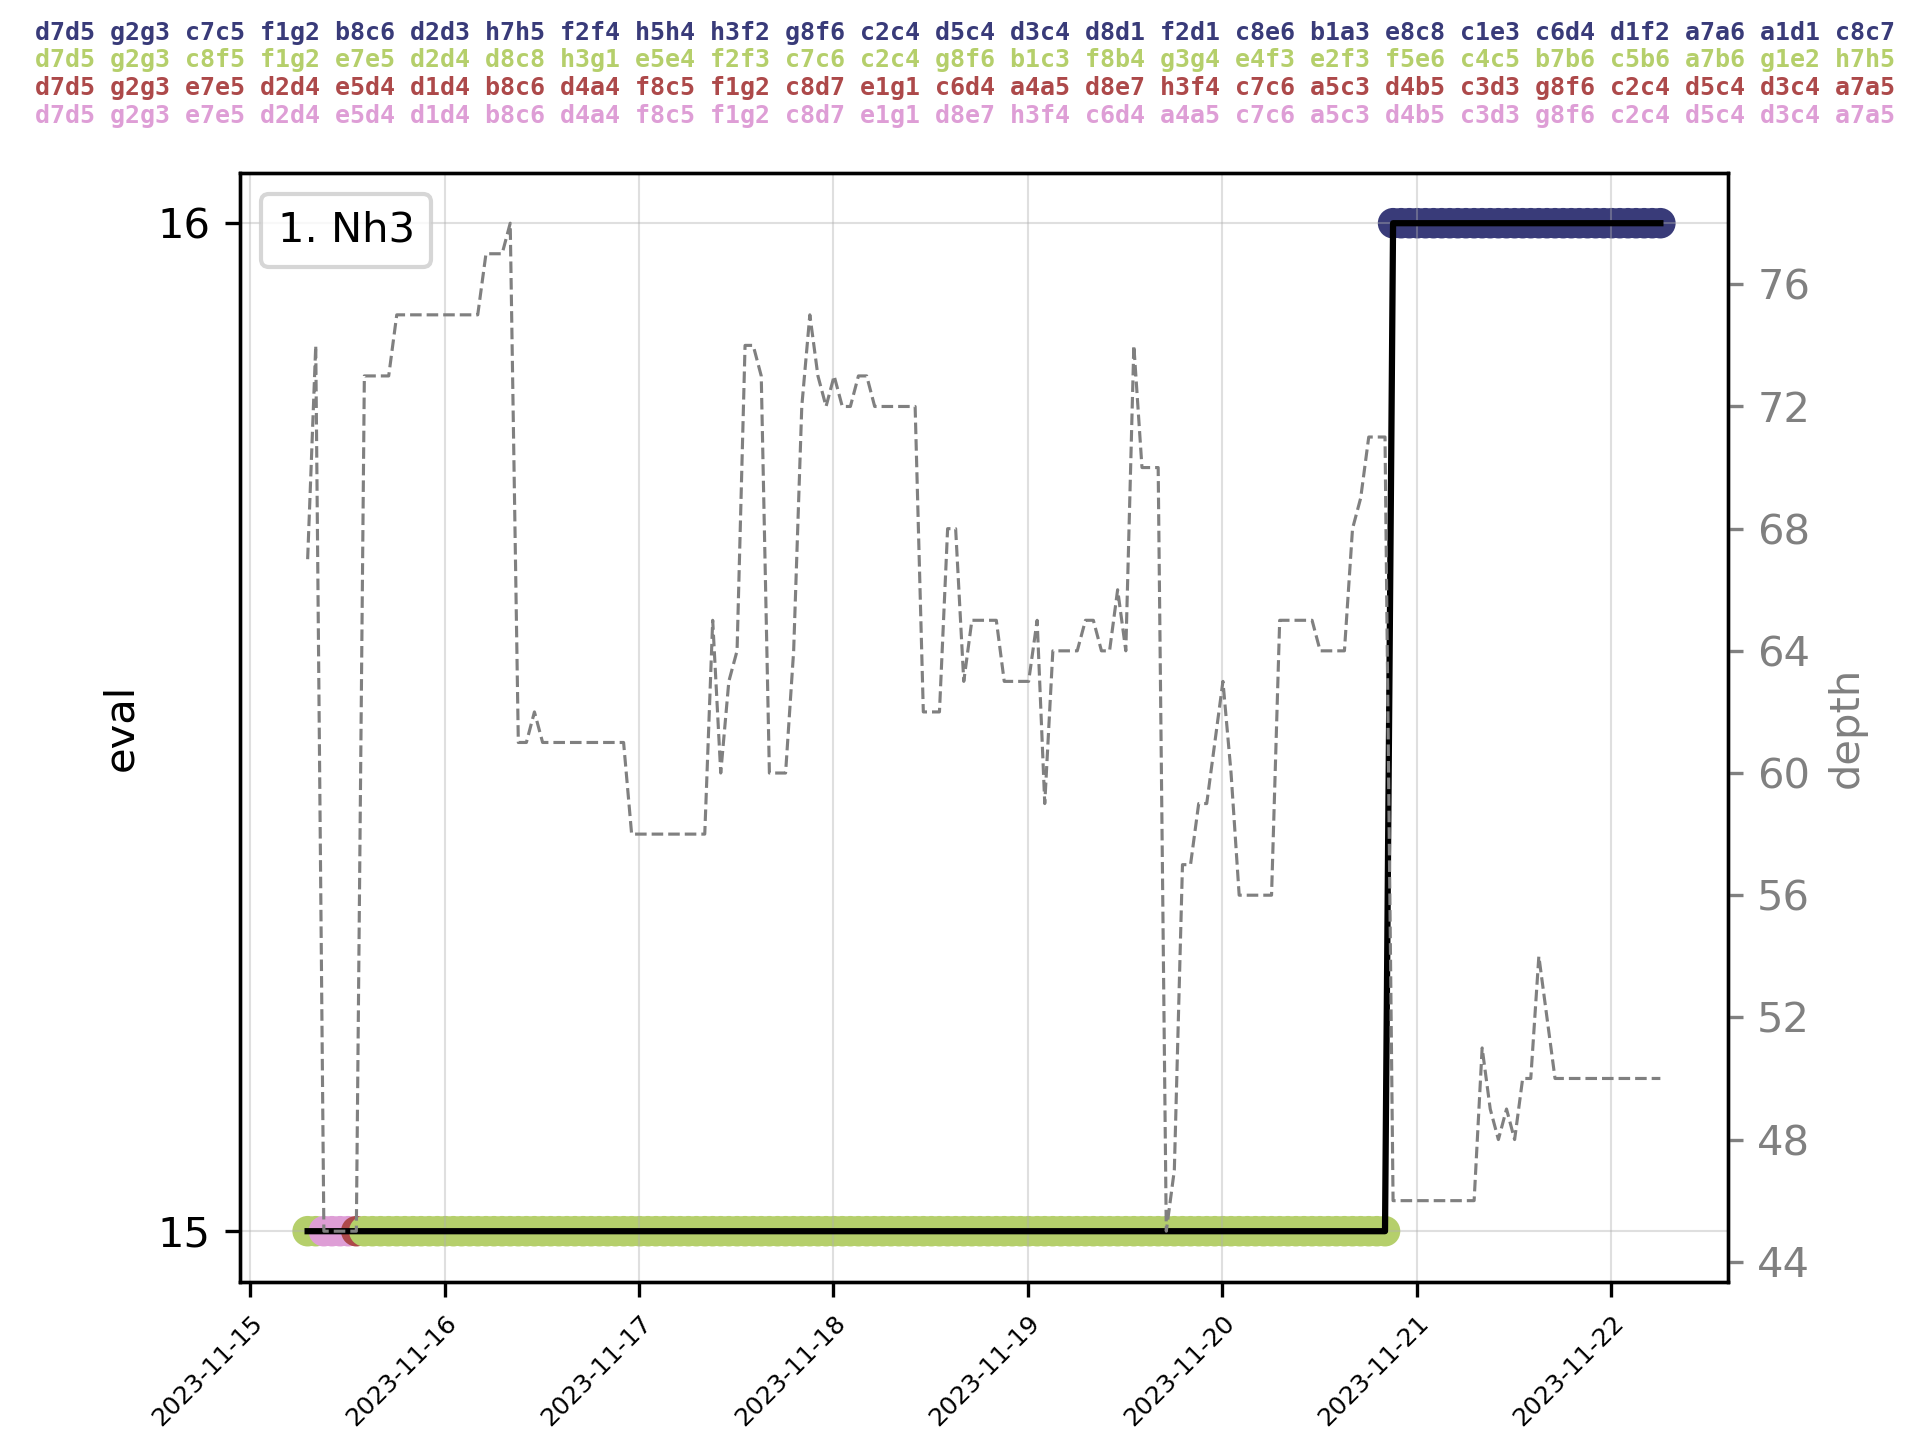 d7d5 g2g3 c7c5 f1g2 b8c6 d2d3 h7h5 f2f4 h5h4 h3f2 g8f6 c2c4 d5c4 d3c4 d8d1 f2d1 c8e6 b1a3 e8c8 c1e3 c6d4 d1f2 a7a6 a1d1 c8c7
d7d5 g2g3 c8f5 f1g2 e7e5 d2d4 d8c8 h3g1 e5e4 f2f3 c7c6 c2c4 g8f6 b1c3 f8b4 g3g4 e4f3 e2f3 f5e6 c4c5 b7b6 c5b6 a7b6 g1e2 h7h5
d7d5 g2g3 e7e5 d2d4 e5d4 d1d4 b8c6 d4a4 f8c5 f1g2 c8d7 e1g1 c6d4 a4a5 d8e7 h3f4 c7c6 a5c3 d4b5 c3d3 g8f6 c2c4 d5c4 d3c4 a7a5
d7d5 g2g3 e7e5 d2d4 e5d4 d1d4 b8c6 d4a4 f8c5 f1g2 c8d7 e1g1 d8e7 h3f4 c6d4 a4a5 c7c6 a5c3 d4b5 c3d3 g8f6 c2c4 d5c4 d3c4 a7a5
1. Nh3
16
15
eval
76
72
68
64
60
56
52
48
44
depth
2023-11-15
2023-11-16
2023-11-17
2023-11-18
2023-11-19
2023-11-20
2023-11-21
2023-11-22